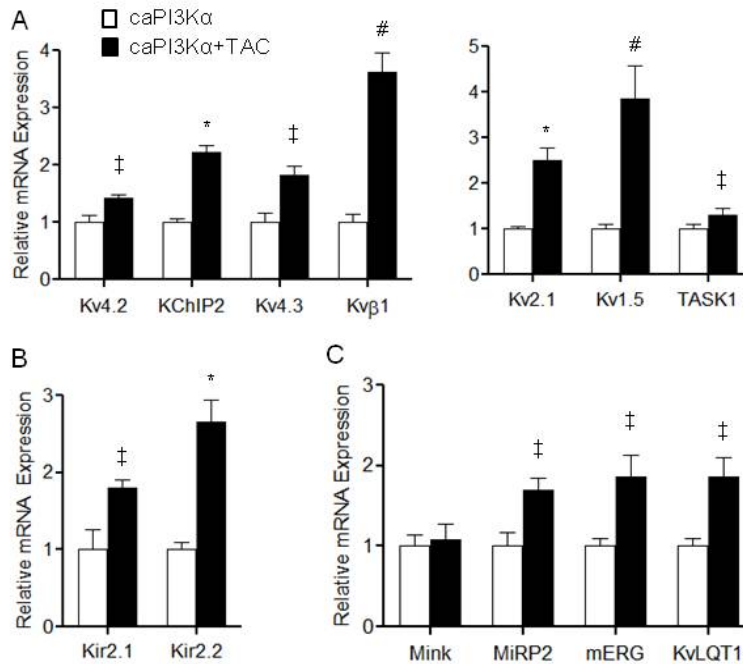 A
caPI3Kα
caPI3Kα+TAC
Relative mRNA Expression
4
3
2
1
0
‡
*
‡
#
Kv4.2 KChIP2 Kv4.3 Kvβ1
5
4
3
2
1
0
*
#
‡
Kv2.1 Kv1.5 TASK1
B
Relative mRNA Expression
3
2
1
0
‡
*
Kir2.1 Kir2.2
C
Relative mRNA Expression
3
2
1
0
‡ ‡ ‡
Mink MiRP2 mERG KvLQT1